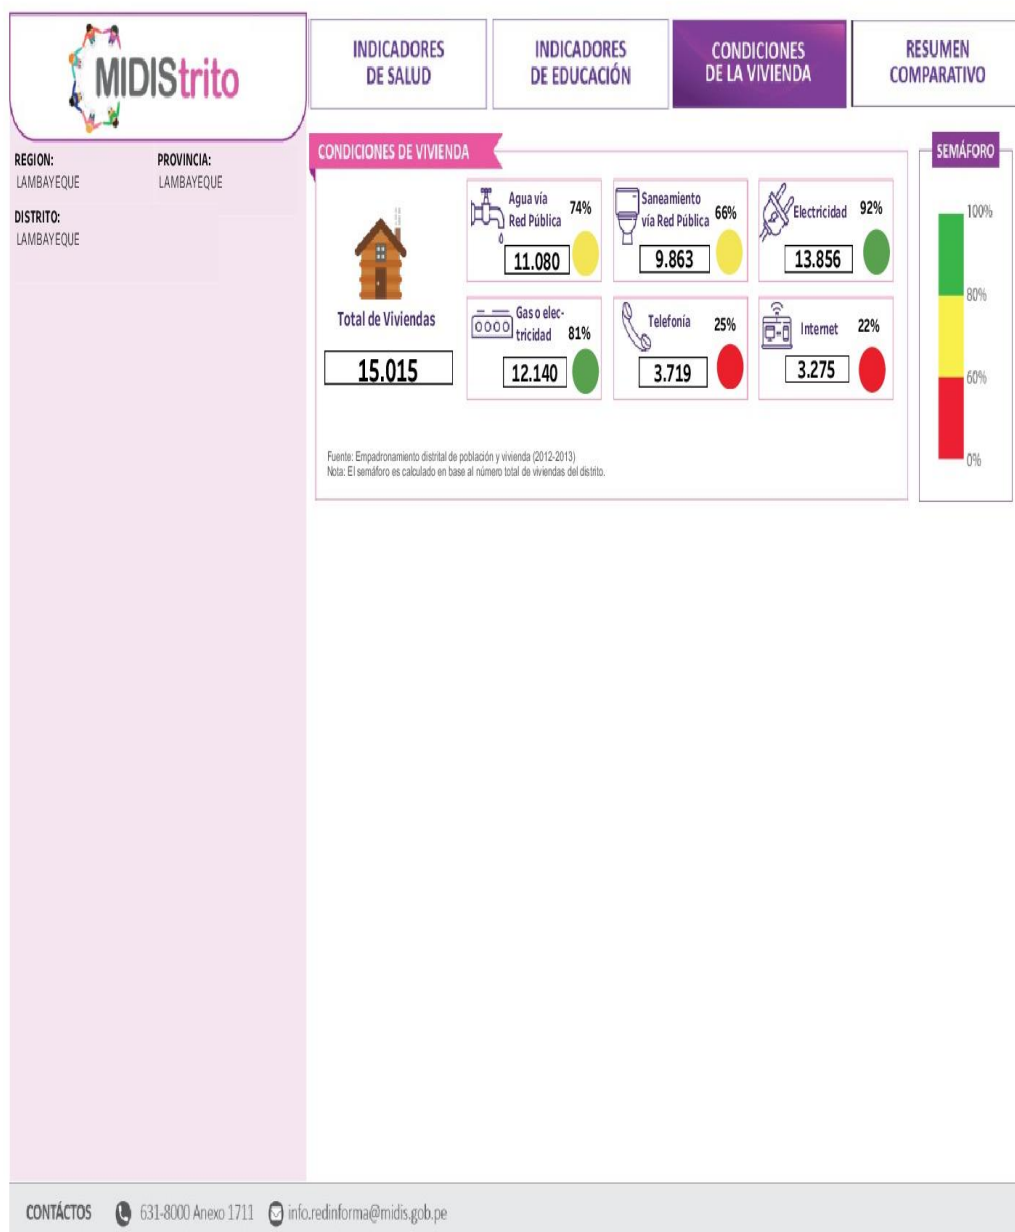 MIDIStrito
INDICADORES
DE SALUD
INDICADORES
DE EDUCACIÓN
CONDICIONES
DE LA VIVIENDA
RESUMEN
COMPARATIVO
REGION:
LAMBAYEQUE
PROVINCIA:
LAMBAYEQUE
DISTRITO:
LAMBAYEQUE
CONDICIONES DE VIVIENDA
Total de Viviendas
15.015
Agua vía
Red Pública
74%
11.080
Saneamiento
vía Red Pública
66%
9.863
Electricidad
92%
13.856
Gas o elec-
tricidad
81%
12.140
Telefonía
25%
3.719
Internet
22%
3.275
Fuente: Empadronamiento distrital de población y vivienda (2012-2013)
Nota: El semáforo es calculado en base al número total de viviendas del distrito.
SEMÁFORO
100%
80%
60%
0%
CONTÁCTOS 631-8000 Anexo 1711 info.redinforma@midis.gob.pe